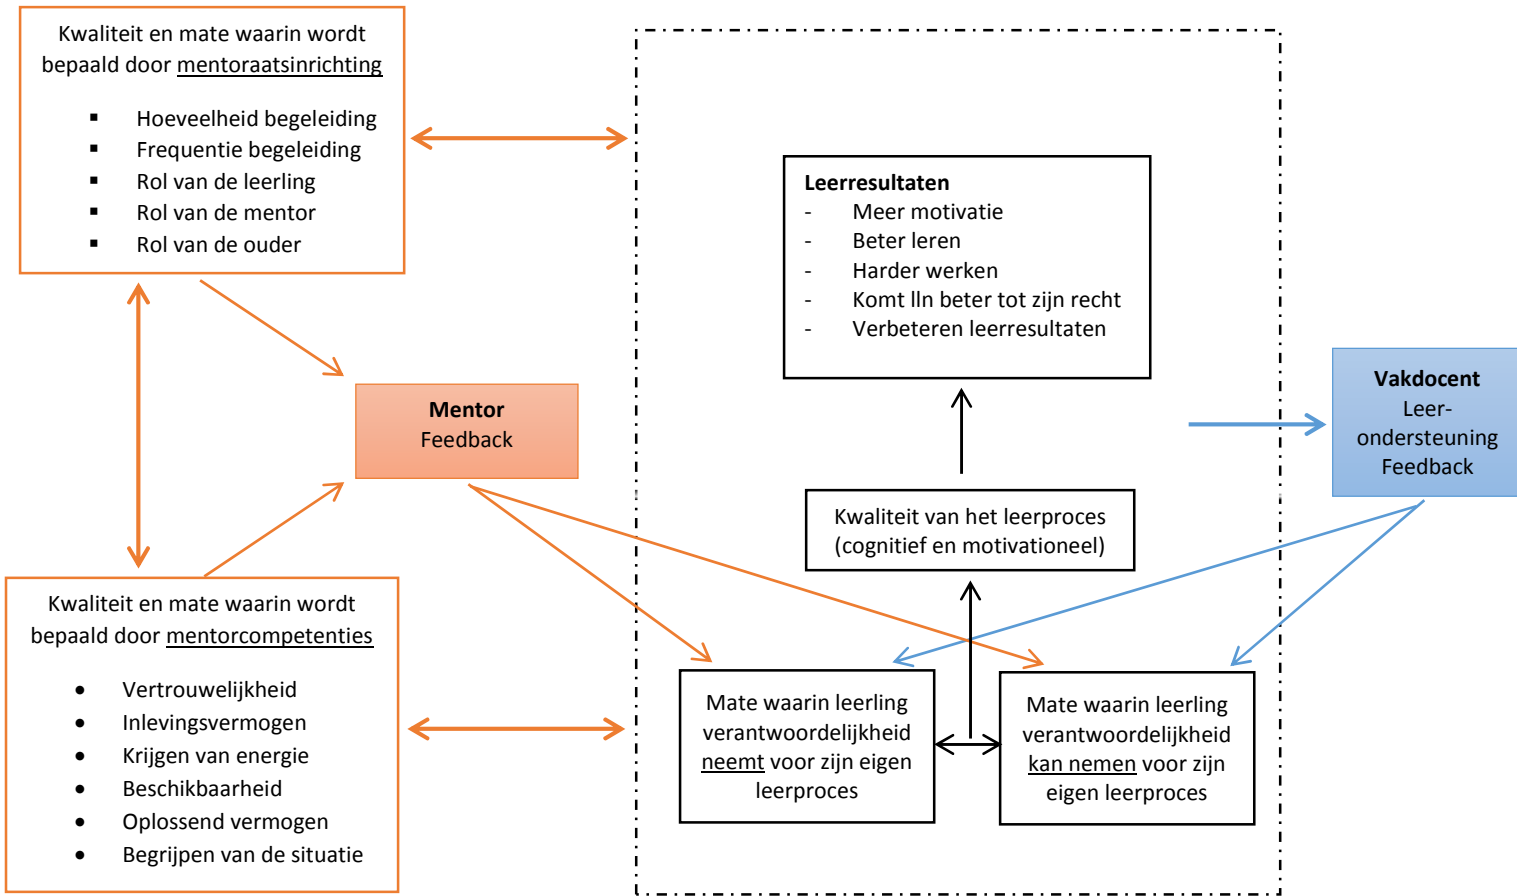 Kwaliteit en mate waarin wordt
bepaald door mentoraatsinrichting
▪ Hoeveelheid begeleiding
▪ Frequentie begeleiding
▪ Rol van de leerling
▪ Rol van de mentor
▪ Rol van de ouder
Leerresultaten
- Meer motivatie
- Beter leren
- Harder werken
- Komt lln beter tot zijn recht
- Verbeteren leerresultaten
Mentor
Feedback
Vakdocent
Leer-
ondersteuning
Feedback
Kwaliteit van het leerproces
(cognitief en motivationeel)
Kwaliteit en mate waarin wordt
bepaald door mentorcompetenties
• Vertrouwelijkheid
• Inlevingsvermogen
• Krijgen van energie
• Beschikbaarheid
• Oplossend vermogen
• Begrijpen van de situatie
Mate waarin leerling
verantwoordelijkheid
neemt voor zijn eigen
leerproces
Mate waarin leerling
verantwoordelijkheid
kan nemen voor zijn
eigen leerproces